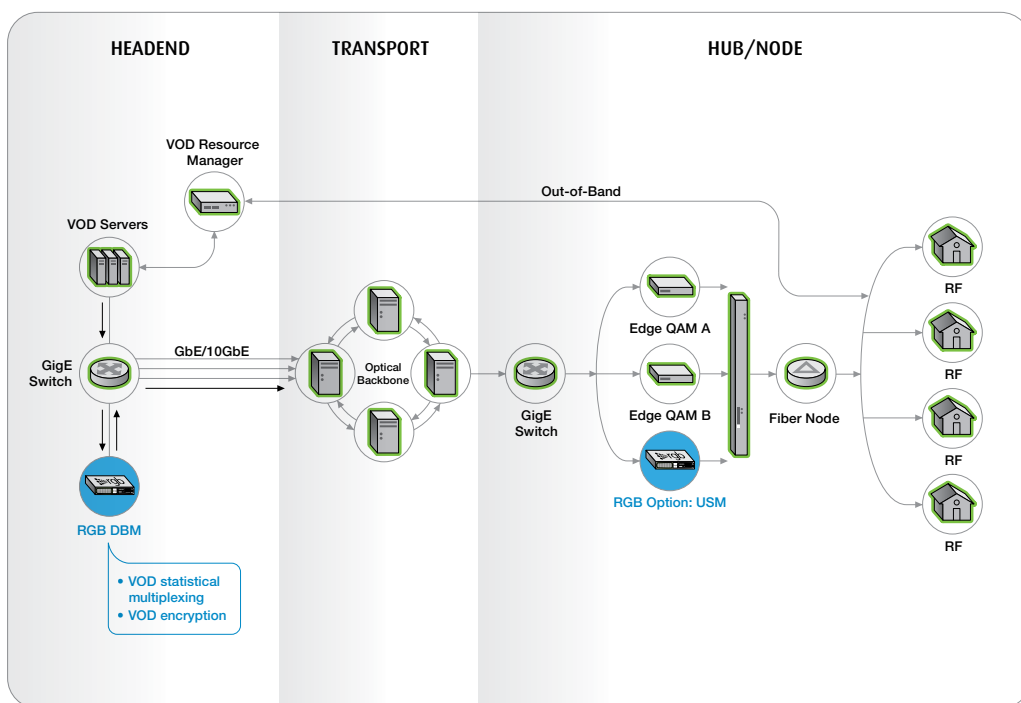 HEADEND
TRANSPORT
HUB/NODE
VOD Resource
Manager
Out-of-Band
VOD Servers
RF
Edge QAM A
RF
GbE/10GbE
GigE
Switch
Optical
Backbone
GigE
Switch
Edge QAM B
Fiber Node
RF
rgb
RGB DBM
rgb
RGB Option: USM
RF
• VOD statistical
multiplexing
• VOD encryption